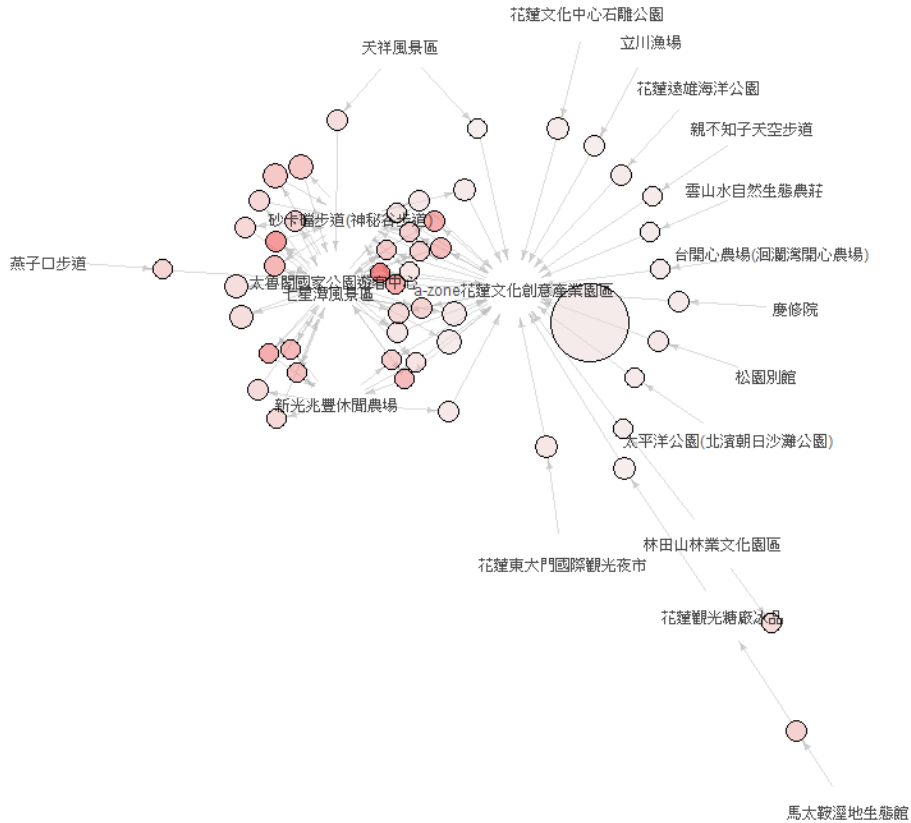 花蓮文化中心石雕公園
立川漁場
天祥風景區
花蓮遠雄海洋公園
親不知子天空步道
雲山水自然生態農莊
砂卡噹步道(神秘谷步道)
台開心農場(洄瀾灣開心農場)
燕子口步道
太魯閣國家公園遊客中心
a-zone花蓮文化創意產業園區
七星潭風景區
慶修院
松園別館
新光兆豐休閒農場
太平洋公園(北濱朝日沙灘公園)
林田山林業文化園區
花蓮東大門國際觀光夜市
花蓮觀光糖廠冰品
馬太鞍溼地生態館